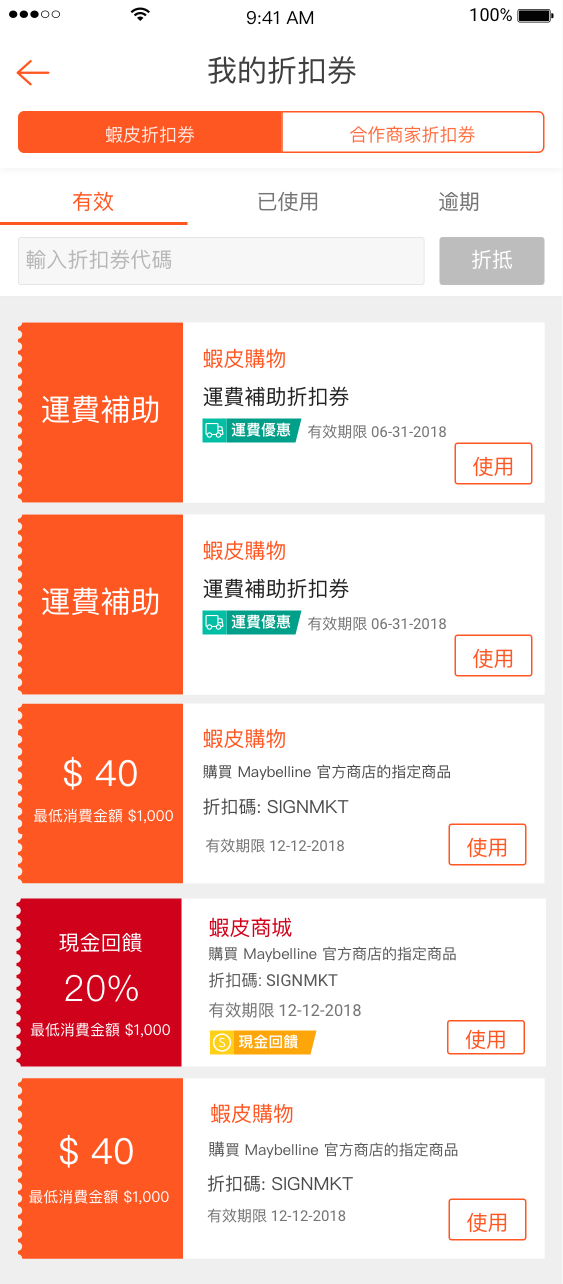 9:41 AM 100%
我的折扣券
蝦皮折扣券 合作商家折扣券
有效 已使用 逾期
輸入折扣券代碼 折抵
運費補助
蝦皮購物
運費補助折扣券
運費優惠 有效期限 06-31-2018
使用
運費補助
蝦皮購物
運費補助折扣券
運費優惠 有效期限 06-31-2018
使用
$ 40
最低消費金額 $1,000
蝦皮購物
購買 Maybelline 官方商店的指定商品
折扣碼: SIGNMKT
有效期限 12-12-2018
使用
現金回饋
20%
最低消費金額 $1,000
蝦皮商城
購買 Maybelline 官方商店的指定商品
折扣碼: SIGNMKT
有效期限 12-12-2018
現金回饋
使用
$ 40
最低消費金額 $1,000
蝦皮購物
購買 Maybelline 官方商店的指定商品
折扣碼: SIGNMKT
有效期限 12-12-2018
使用